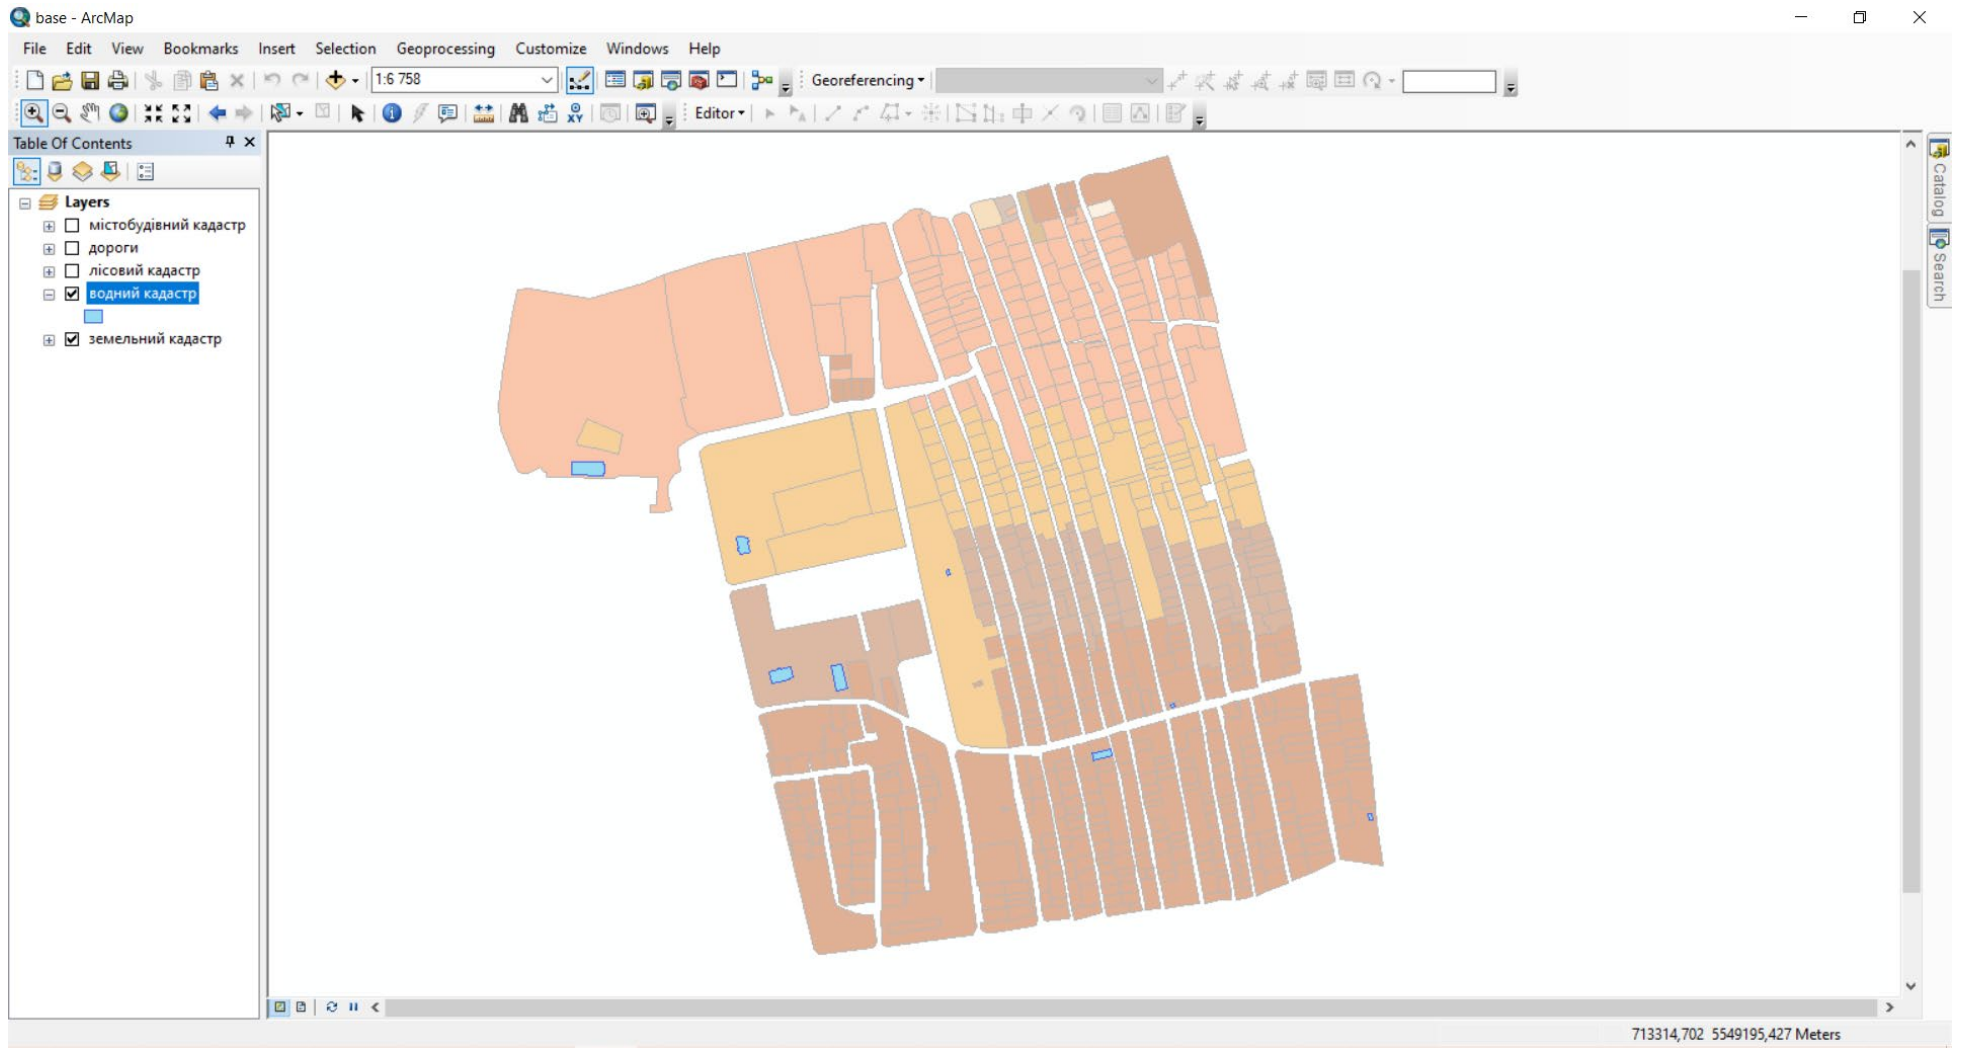 base - ArcMap
File Edit View Bookmarks Insert Selection Geoprocessing Customize Windows Help
1:6 758 Georeferencing
Editor
Table Of Contents
Layers
містобудівний кадастр
дороги
лісовий кадастр
водний кадастр
земельний кадастр
Catalog
Search
713314,702 5549195,427 Meters